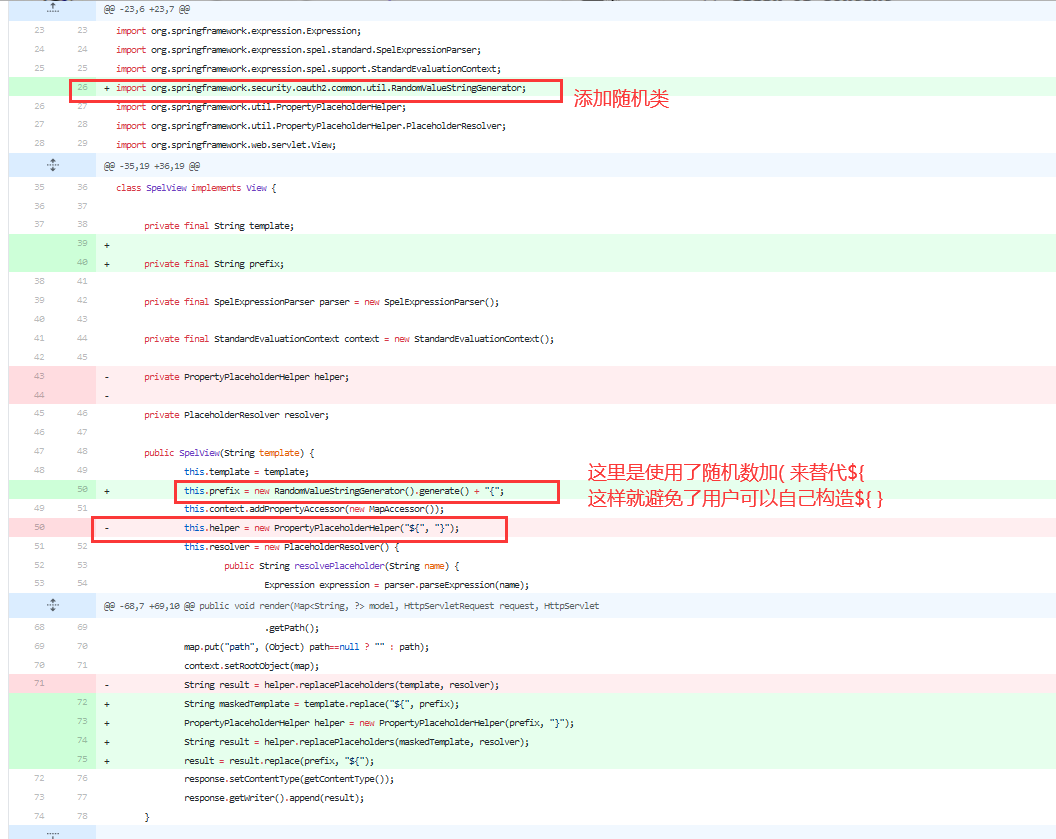 @@ -23,6 +23,7 @@
23 23 import org.springframework.expression.Expression;
24 24 import org.springframework.expression.spel.standard.SpelExpressionParser;
25 25 import org.springframework.expression.spel.support.StandardEvaluationContext;
26 + import org.springframework.security.oauth2.common.util.RandomValueStringGenerator;
添加随机类
26 27 import org.springframework.util.PropertyPlaceholderHelper;
27 28 import org.springframework.util.PropertyPlaceholderHelper.PlaceholderResolver;
28 29 import org.springframework.web.servlet.View;
@@ -35,19 +36,19 @@
35 36 class SpelView implements View {
36 37
37 38 private final String template;
39 +
40 + private final String prefix;
38 41
39 42 private final SpelExpressionParser parser = new SpelExpressionParser();
40 43
41 44 private final StandardEvaluationContext context = new StandardEvaluationContext();
42 45
43 - private PropertyPlaceholderHelper helper;
44 -
45 46 private PlaceholderResolver resolver;
46 47
47 48 public SpelView(String template) {
48 49 this.template = template;
这里是使用了随机数加( 来替代${
50 + this.prefix = new RandomValueStringGenerator().generate() + "{";
这样就避免了用户可以自己构造${ }
49 51 this.context.addPropertyAccessor(new MapAccessor());
50 - this.helper = new PropertyPlaceholderHelper("${", "}");
51 52 this.resolver = new PlaceholderResolver() {
52 53 public String resolvePlaceholder(String name) {
53 54 Expression expression = parser.parseExpression(name);
@@ -68,7 +69,10 @@ public void render(Map<String, ?> model, HttpServletRequest request, HttpServlet
68 69 .getPath();
69 70 map.put("path", (Object) path==null ? "" : path);
70 71 context.setRootObject(map);
71 - String result = helper.replacePlaceholders(template, resolver);
72 + String maskedTemplate = template.replace("${", prefix);
73 + PropertyPlaceholderHelper helper = new PropertyPlaceholderHelper(prefix, "}");
74 + String result = helper.replacePlaceholders(maskedTemplate, resolver);
75 + result = result.replace(prefix, "${");
72 76 response.setContentType(getContentType());
73 77 response.getWriter().append(result);
74 78 }